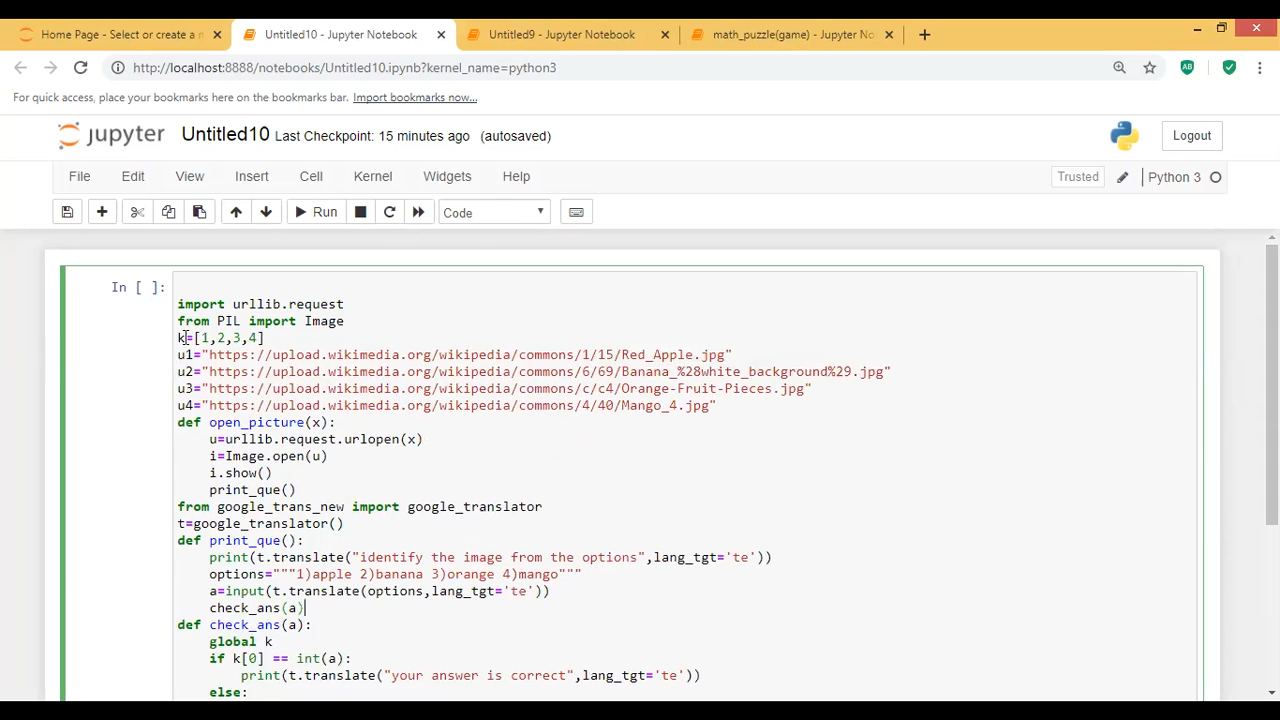 Home Page - Select or create a n
Untitled10 - Jupyter Notebook
Untitled9 - Jupyter Notebook
math_puzzle(game) - Jupyter No
http://localhost:8888/notebooks/Untitled10.ipynb?kernel_name=python3
AB
For quick access, place your bookmarks here on the bookmarks bar. Import bookmarks now...
jupyter Untitled10 Last Checkpoint: 15 minutes ago (autosaved)
Logout
File Edit View Insert Cell Kernel Widgets Help
Trusted
Python 3
Run
Code
In [ ]:
import urllib.request
from PIL import Image
k=[1,2,3,4]
u1="https://upload.wikimedia.org/wikipedia/commons/1/15/Red_Apple.jpg"
u2="https://upload.wikimedia.org/wikipedia/commons/6/69/Banana_%28white_background%29.jpg"
u3="https://upload.wikimedia.org/wikipedia/commons/c/c4/Orange-Fruit-Pieces.jpg"
u4="https://upload.wikimedia.org/wikipedia/commons/4/40/Mango_4.jpg"
def open_picture(x):
    u=urllib.request.urlopen(x)
    i=Image.open(u)
    i.show()
    print_que()
from google_trans_new import google_translator
t=google_translator()
def print_que():
    print(t.translate("identify the image from the options",lang_tgt='te'))
    options="""1)apple 2)banana 3)orange 4)mango"""
    a=input(t.translate(options,lang_tgt='te'))
    check_ans(a)
def check_ans(a):
    global k
    if k[0] == int(a):
        print(t.translate("your answer is correct",lang_tgt='te'))
    else: